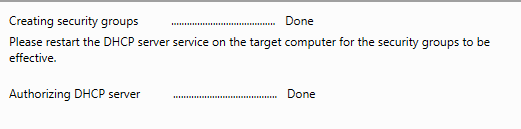 Creating security groups ........................................ Done
Please restart the DHCP server service on the target computer for the security groups to be
effective.
Authorizing DHCP server ........................................ Done